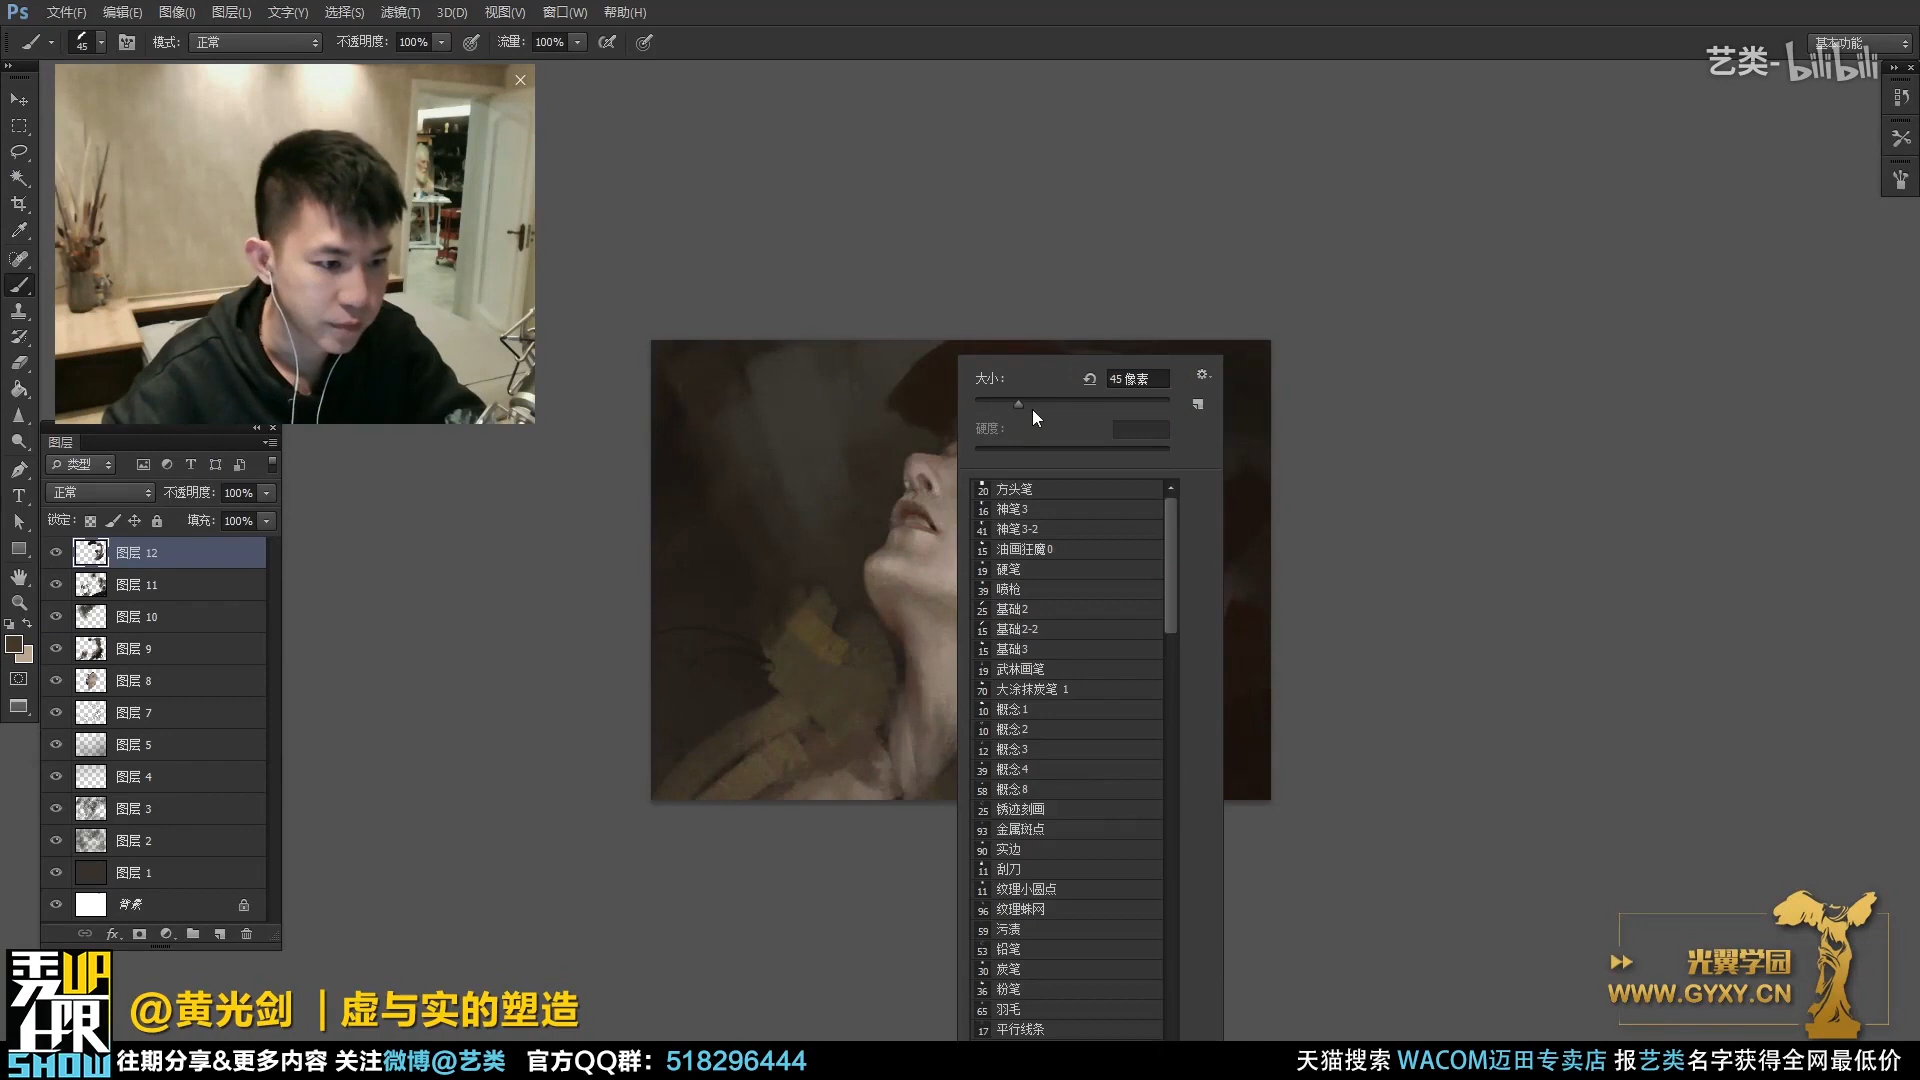 Ps 文件(F) 编辑(E) 图像(I) 图层(L) 文字(Y) 选择(S) 滤镜(T) 3D(D) 视图(V) 窗口(W) 帮助(H)
45 模式: 正常 不透明度: 100% 流量: 100% 基本功能
艺类-bilibili
大小: 45 像素
硬度:
20 方头笔
16 神笔3
41 神笔3-2
15 油画狂魔0
19 硬笔
39 喷枪
25 基础2
15 基础2-2
15 基础3
19 武林画笔
70 大涂抹炭笔 1
10 概念1
10 概念2
12 概念3
39 概念4
58 概念8
25 锈迹刻画
93 金属斑点
90 实边
11 刮刀
11 纹理小圆点
96 纹理蛛网
59 污渍
53 铅笔
30 炭笔
36 粉笔
65 羽毛
17 平行线条
图层
类型
正常 不透明度: 100%
锁定: 填充: 100%
图层 12
图层 11
图层 10
图层 9
图层 8
图层 7
图层 5
图层 4
图层 3
图层 2
图层 1
背景
fx
光翼学园
WWW.GYXY.CN
秀UP
SHOW
@黄光剑 | 虚与实的塑造
往期分享&更多内容 关注微博@艺类 官方QQ群: 518296444
天猫搜索 WACOM迈田专卖店 报艺类名字获得全网最低价